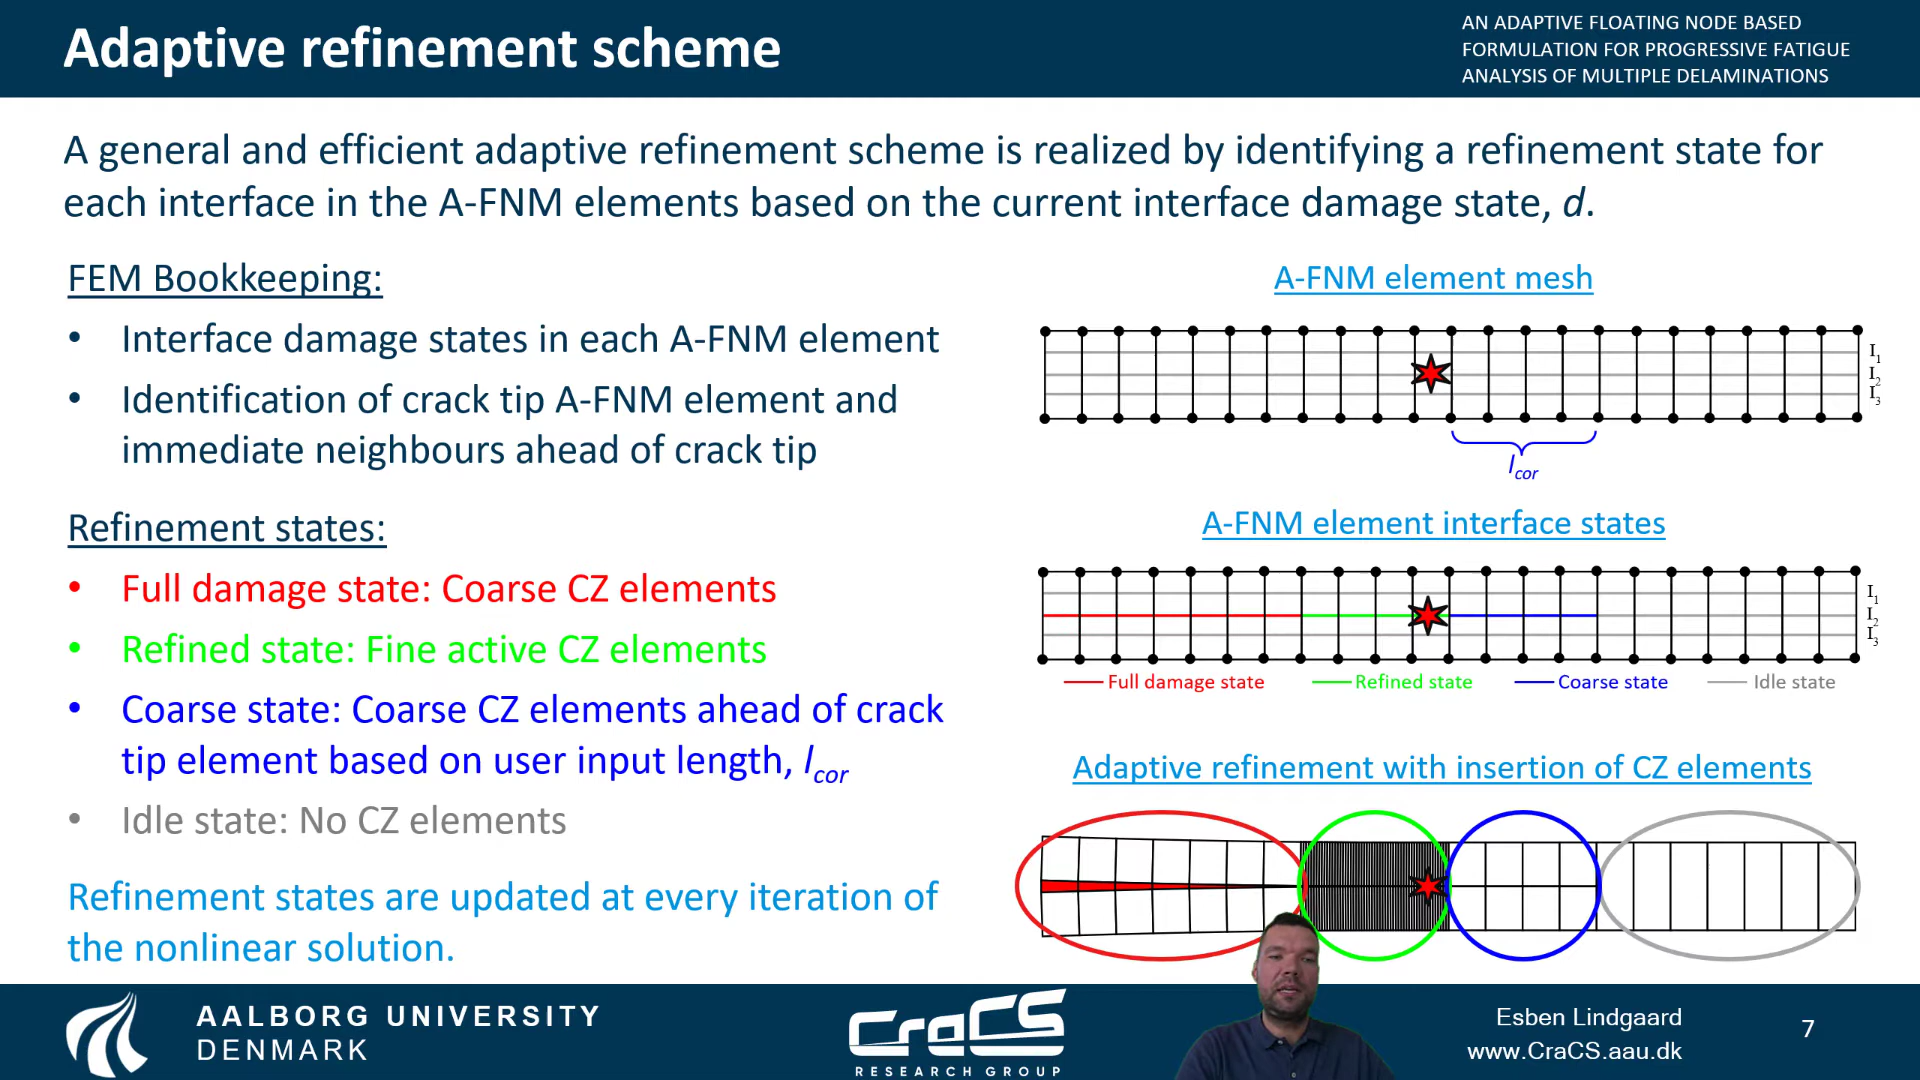 Adaptive refinement scheme
AN ADAPTIVE FLOATING NODE BASED
FORMULATION FOR PROGRESSIVE FATIGUE
ANALYSIS OF MULTIPLE DELAMINATIONS
A general and efficient adaptive refinement scheme is realized by identifying a refinement state for
each interface in the A-FNM elements based on the current interface damage state, d.
FEM Bookkeeping:
• Interface damage states in each A-FNM element
• Identification of crack tip A-FNM element and
immediate neighbours ahead of crack tip
Refinement states:
• Full damage state: Coarse CZ elements
• Refined state: Fine active CZ elements
• Coarse state: Coarse CZ elements ahead of crack
tip element based on user input length, lcor
• Idle state: No CZ elements
Refinement states are updated at every iteration of
the nonlinear solution.
A-FNM element mesh
I1
I2
I3
lcor
A-FNM element interface states
I1
I2
I3
Full damage state Refined state Coarse state Idle state
Adaptive refinement with insertion of CZ elements
AALBORG UNIVERSITY
DENMARK
CraCS
RESEARCH GROUP
Esben Lindgaard
www.CraCS.aau.dk
7